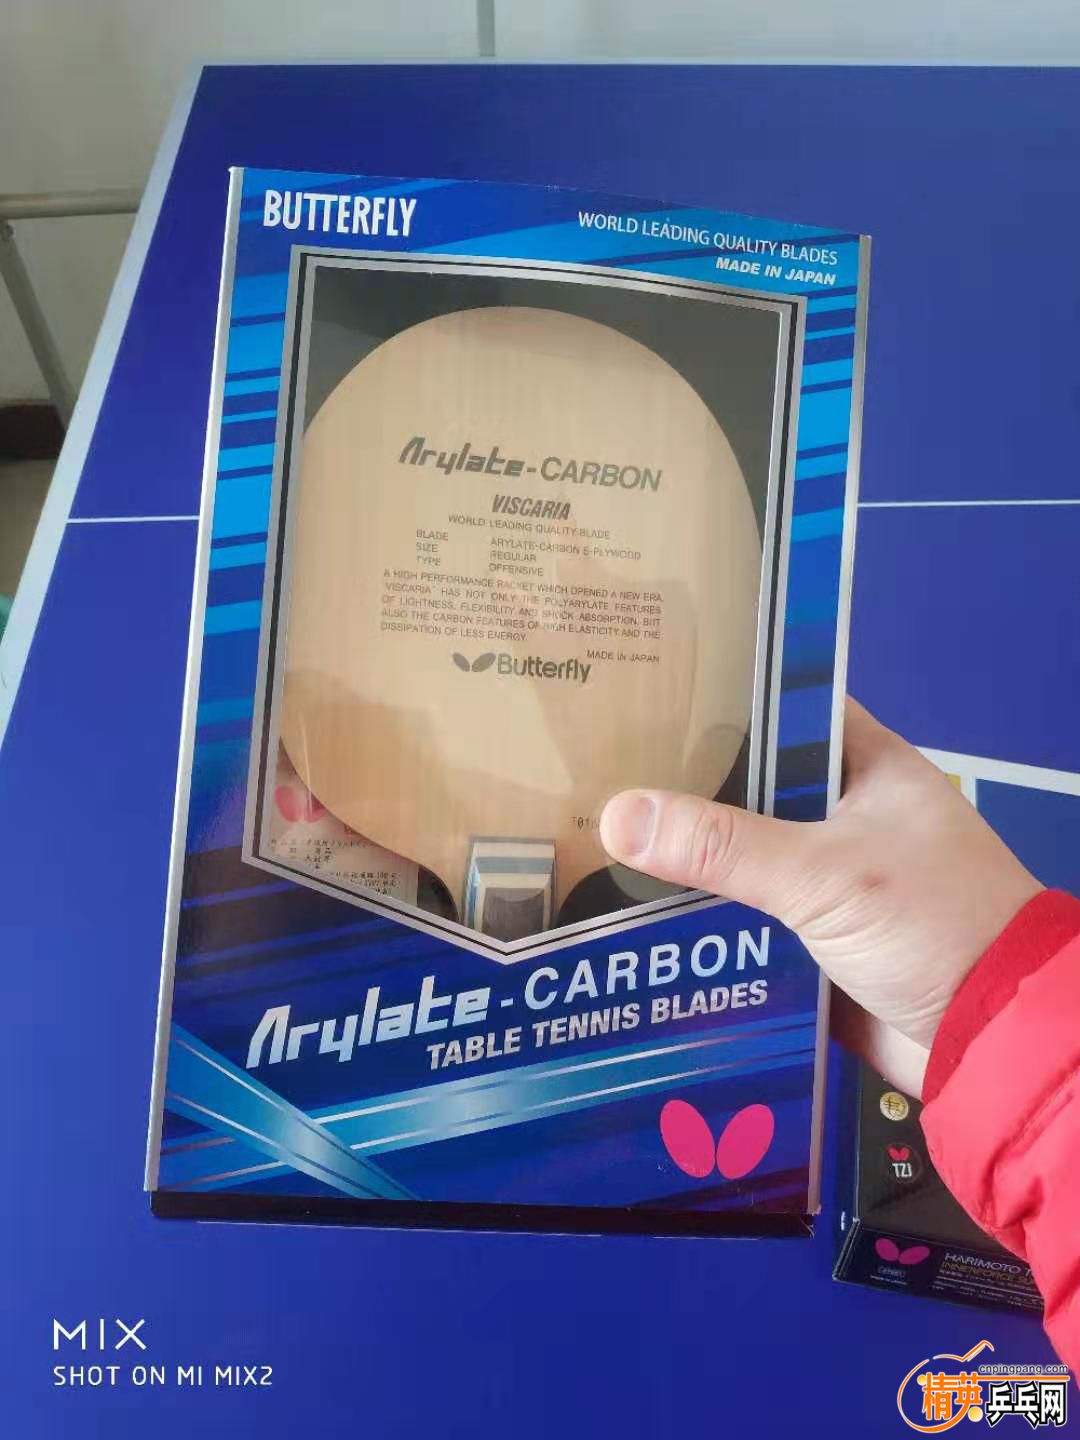 BUTTERFLY
WORLD LEADING QUALITY BLADES
MADE IN JAPAN
Arylate-CARBON
VISCARIA
WORLD LEADING QUALITY BLADE
BLADE ARYLATE-CARBON 5-PLYWOOD
SIZE REGULAR
TYPE OFFENSIVE
A HIGH PERFORMANCE RACKET WHICH OPENED A NEW ERA.
"VISCARIA" HAS NOT ONLY THE POLYARYLATE FEATURES
OF LIGHTNESS, FLEXIBILITY AND SHOCK ABSORPTION, BUT
ALSO THE CARBON FEATURES OF HIGH ELASTICITY AND THE
DISSIPATION OF LESS ENERGY.
MADE IN JAPAN
Butterfly
Arylate-CARBON
TABLE TENNIS BLADES
TZJ
HARIMOTO
INNERFORCE
MIX
SHOT ON MI MIX2
cnpingpang.com
精英乒乓网